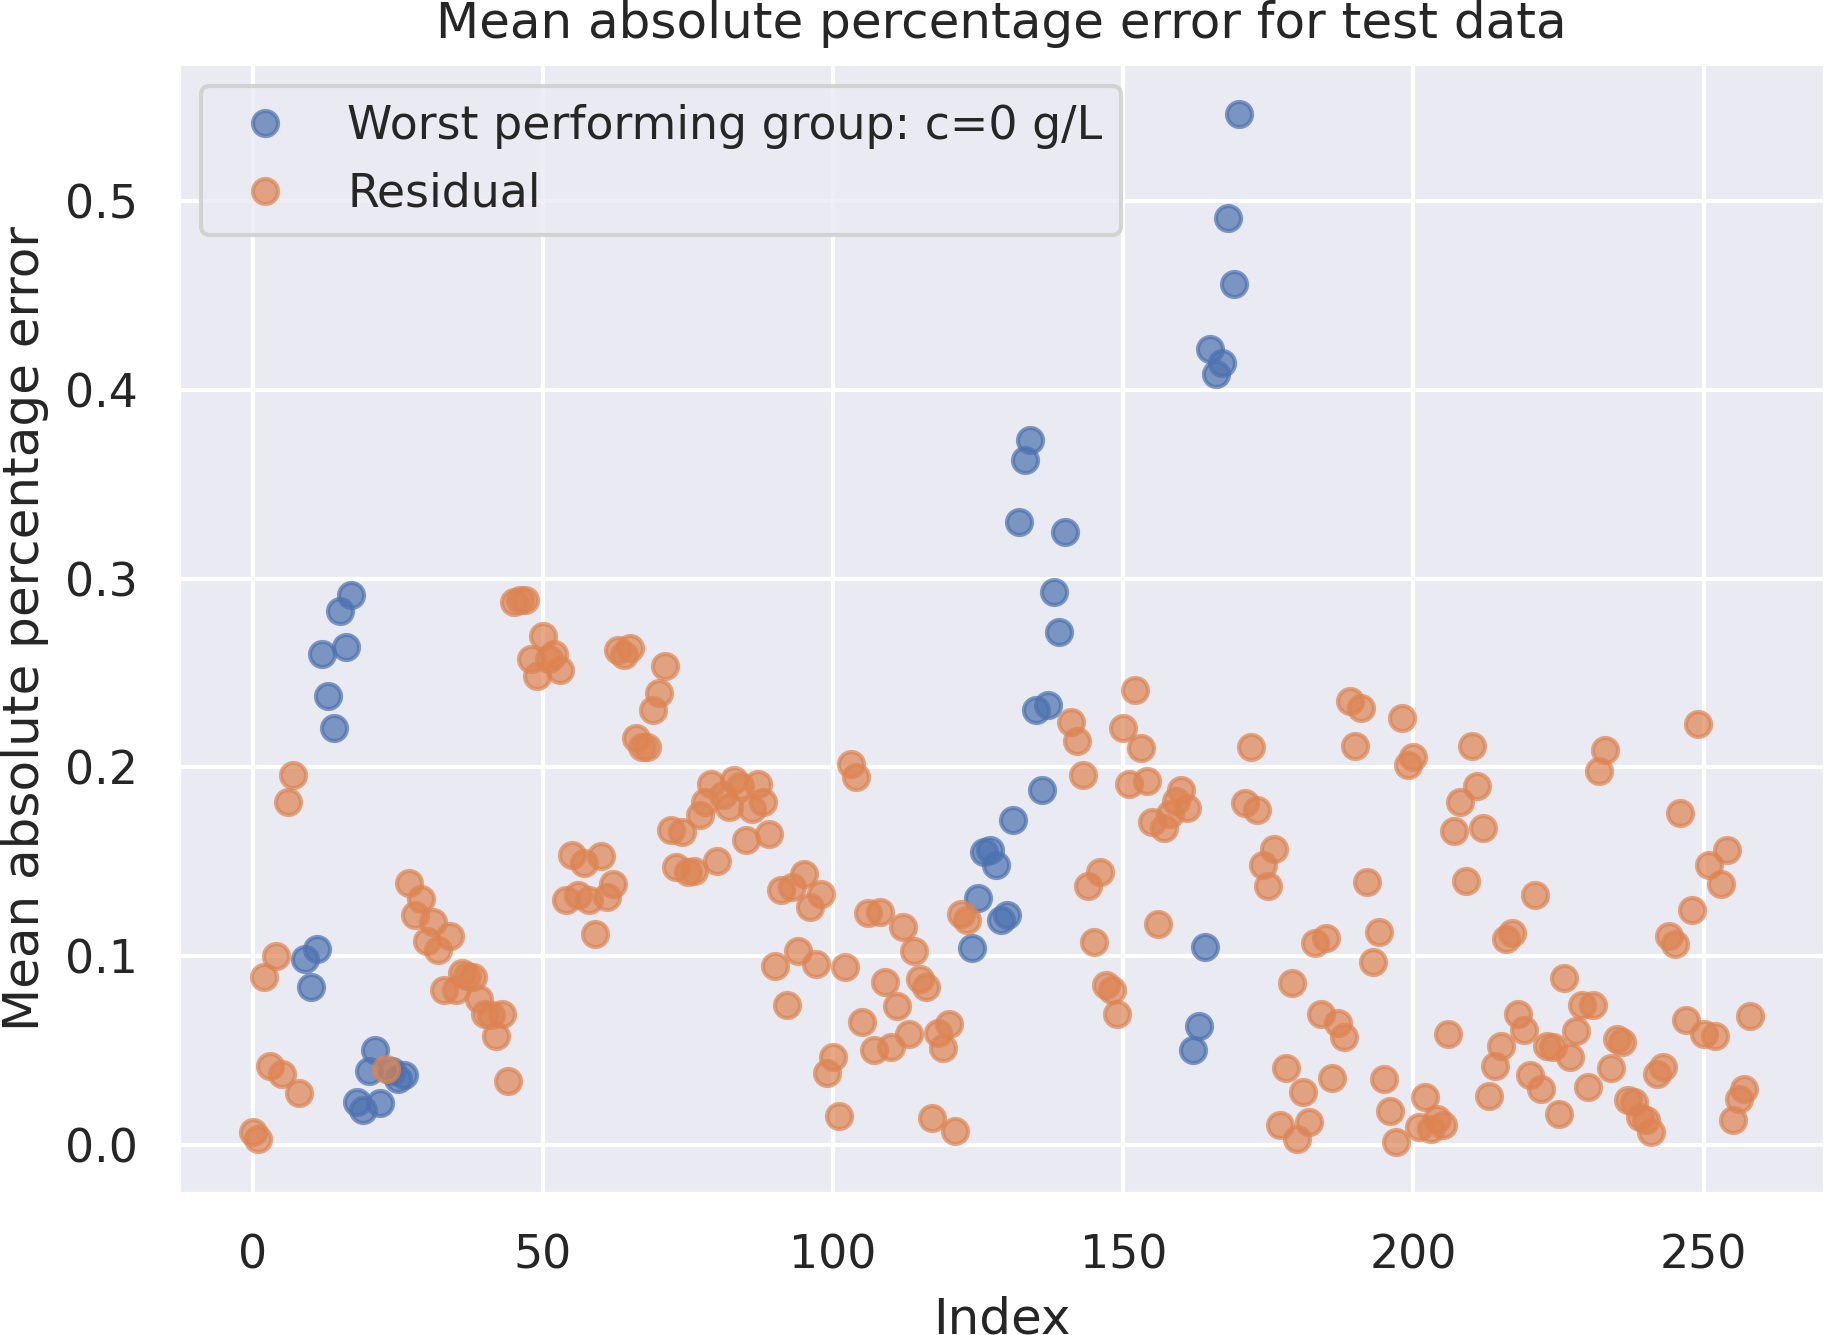 Mean absolute percentage error for test data
Worst performing group: c=0 g/L
Residual
Mean absolute percentage error
0.5
0.4
0.3
0.2
0.1
0.0
0
50
100
150
200
250
Index